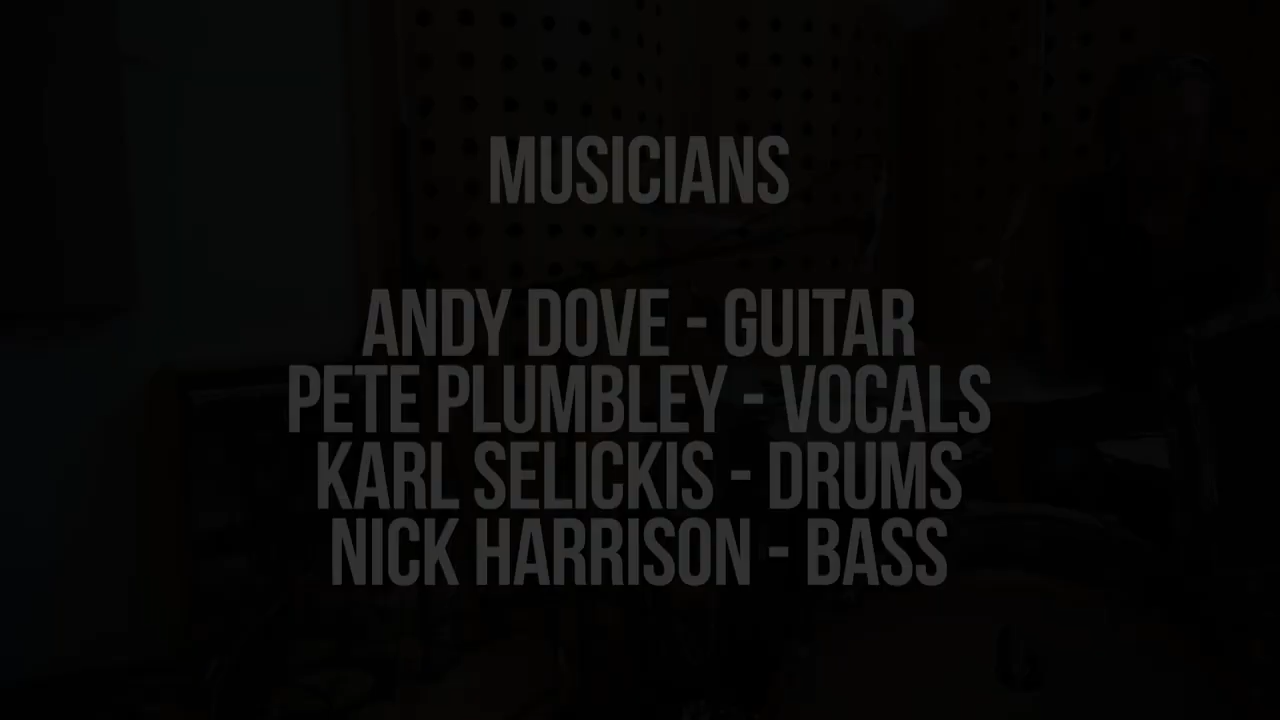 MUSICIANS
ANDY DOVE - GUITAR
PETE PLUMBLEY - VOCALS
KARL SELICKIS - DRUMS
NICK HARRISON - BASS